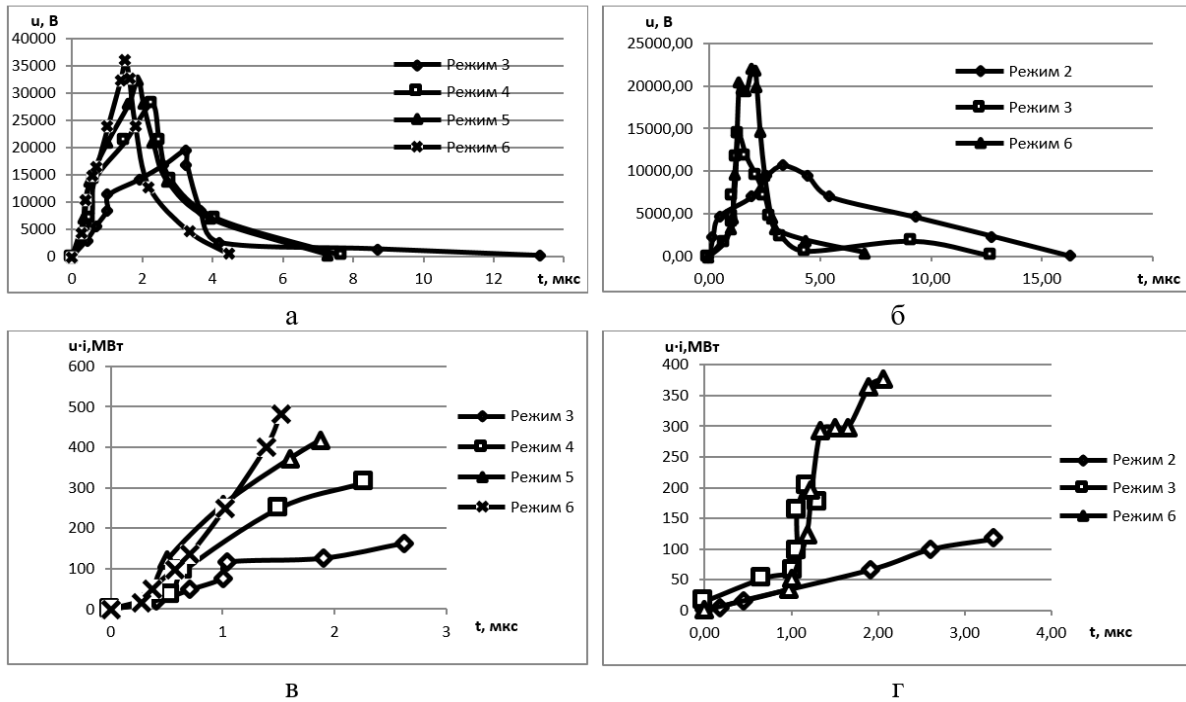 u, В
40000
35000
30000
25000
20000
15000
10000
5000
0
0 2 4 6 8 10 12 t, мкс
Режим 3
Режим 4
Режим 5
Режим 6
а
u, В
25000,00
20000,00
15000,00
10000,00
5000,00
0,00
0,00 5,00 10,00 15,00 t, мкс
Режим 2
Режим 3
Режим 6
б
u·i,МВт
600
500
400
300
200
100
0
0 1 2 3 t, мкс
Режим 3
Режим 4
Режим 5
Режим 6
в
u·i,МВт
400
350
300
250
200
150
100
50
0
0,00 1,00 2,00 3,00 4,00 t, мкс
Режим 2
Режим 3
Режим 6
г